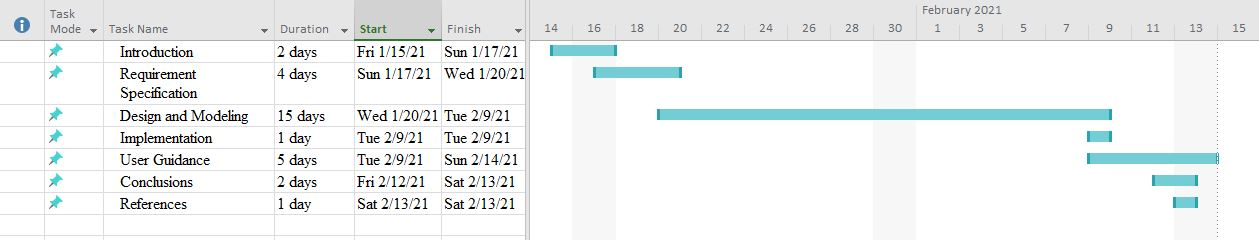 February 2021
Task Mode Task Name Duration Start Finish 14 16 18 20 22 24 26 28 30 1 3 5 7 9 11 13 15
Introduction 2 days Fri 1/15/21 Sun 1/17/21
Requirement Specification 4 days Sun 1/17/21 Wed 1/20/21
Design and Modeling 15 days Wed 1/20/21 Tue 2/9/21
Implementation 1 day Tue 2/9/21 Tue 2/9/21
User Guidance 5 days Tue 2/9/21 Sun 2/14/21
Conclusions 2 days Fri 2/12/21 Sat 2/13/21
References 1 day Sat 2/13/21 Sat 2/13/21